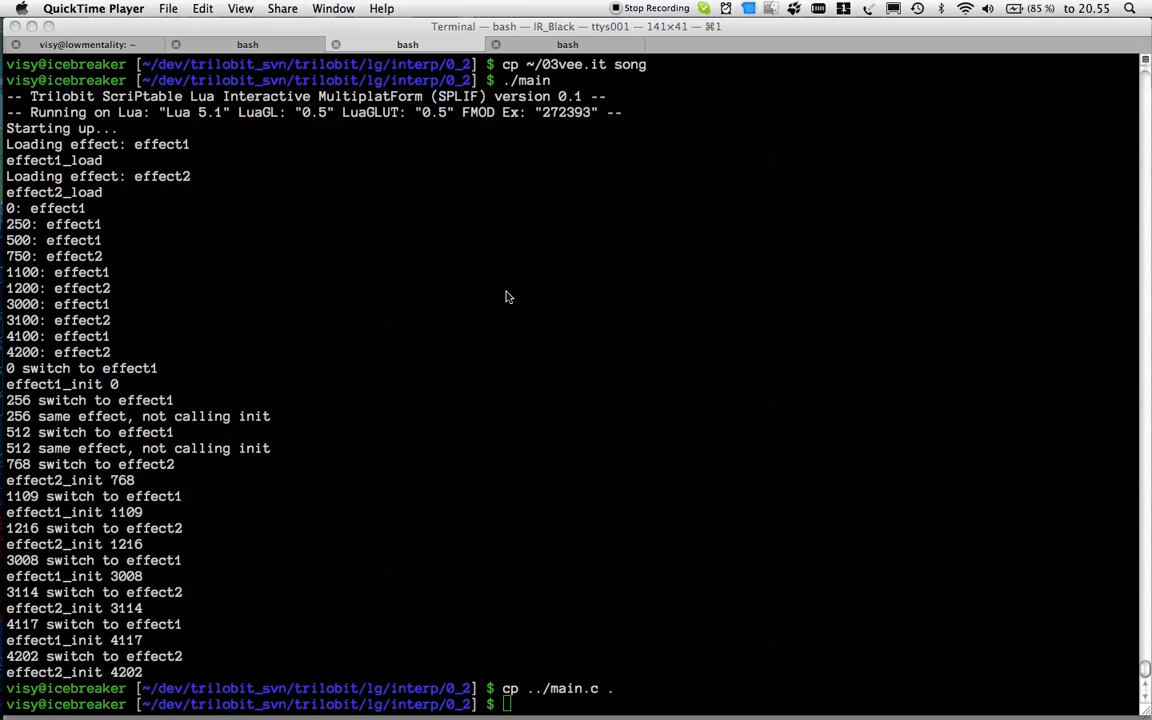 QuickTime Player File Edit View Share Window Help Stop Recording 1 (85 %) to 20.55
Terminal — bash — IR_Black — ttys001 — 141×41 — ⌘1
visy@lowmentality: ~ bash bash bash
visy@icebreaker [~/dev/trilobit_svn/trilobit/lg/interp/0_2] $ cp ~/03vee.it song
visy@icebreaker [~/dev/trilobit_svn/trilobit/lg/interp/0_2] $ ./main
-- Trilobit ScriPtable Lua Interactive MultiplatForm (SPLIF) version 0.1 --
-- Running on Lua: "Lua 5.1" LuaGL: "0.5" LuaGLUT: "0.5" FMOD Ex: "272393" --
Starting up...
Loading effect: effect1
effect1_load
Loading effect: effect2
effect2_load
0: effect1
250: effect1
500: effect1
750: effect2
1100: effect1
1200: effect2
3000: effect1
3100: effect2
4100: effect1
4200: effect2
0 switch to effect1
effect1_init 0
256 switch to effect1
256 same effect, not calling init
512 switch to effect1
512 same effect, not calling init
768 switch to effect2
effect2_init 768
1109 switch to effect1
effect1_init 1109
1216 switch to effect2
effect2_init 1216
3008 switch to effect1
effect1_init 3008
3114 switch to effect2
effect2_init 3114
4117 switch to effect1
effect1_init 4117
4202 switch to effect2
effect2_init 4202
visy@icebreaker [~/dev/trilobit_svn/trilobit/lg/interp/0_2] $ cp ../main.c .
visy@icebreaker [~/dev/trilobit_svn/trilobit/lg/interp/0_2] $